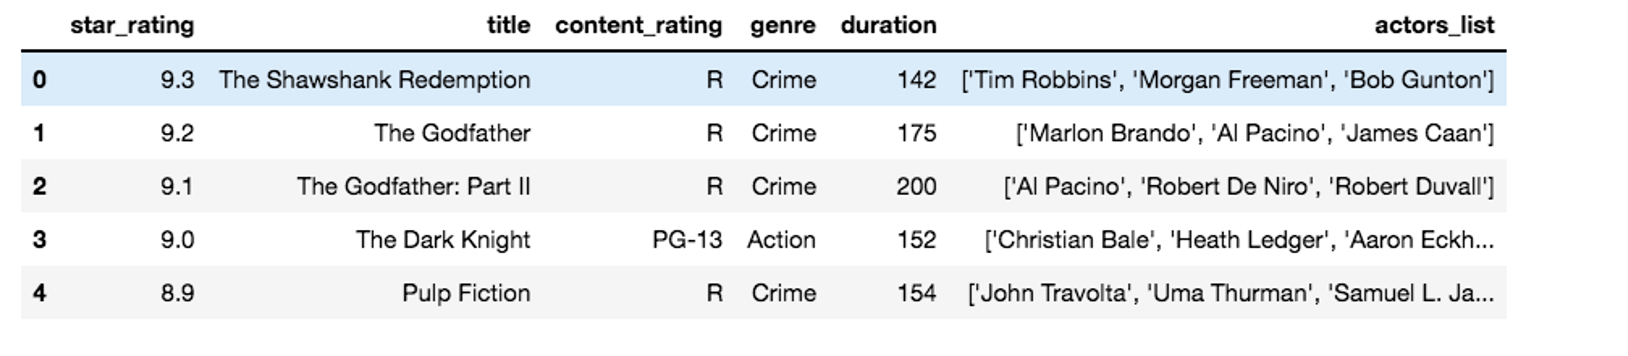 star_rating title content_rating genre duration actors_list
0 9.3 The Shawshank Redemption R Crime 142 ['Tim Robbins', 'Morgan Freeman', 'Bob Gunton']
1 9.2 The Godfather R Crime 175 ['Marlon Brando', 'Al Pacino', 'James Caan']
2 9.1 The Godfather: Part II R Crime 200 ['Al Pacino', 'Robert De Niro', 'Robert Duvall']
3 9.0 The Dark Knight PG-13 Action 152 ['Christian Bale', 'Heath Ledger', 'Aaron Eckh...
4 8.9 Pulp Fiction R Crime 154 ['John Travolta', 'Uma Thurman', 'Samuel L. Ja...